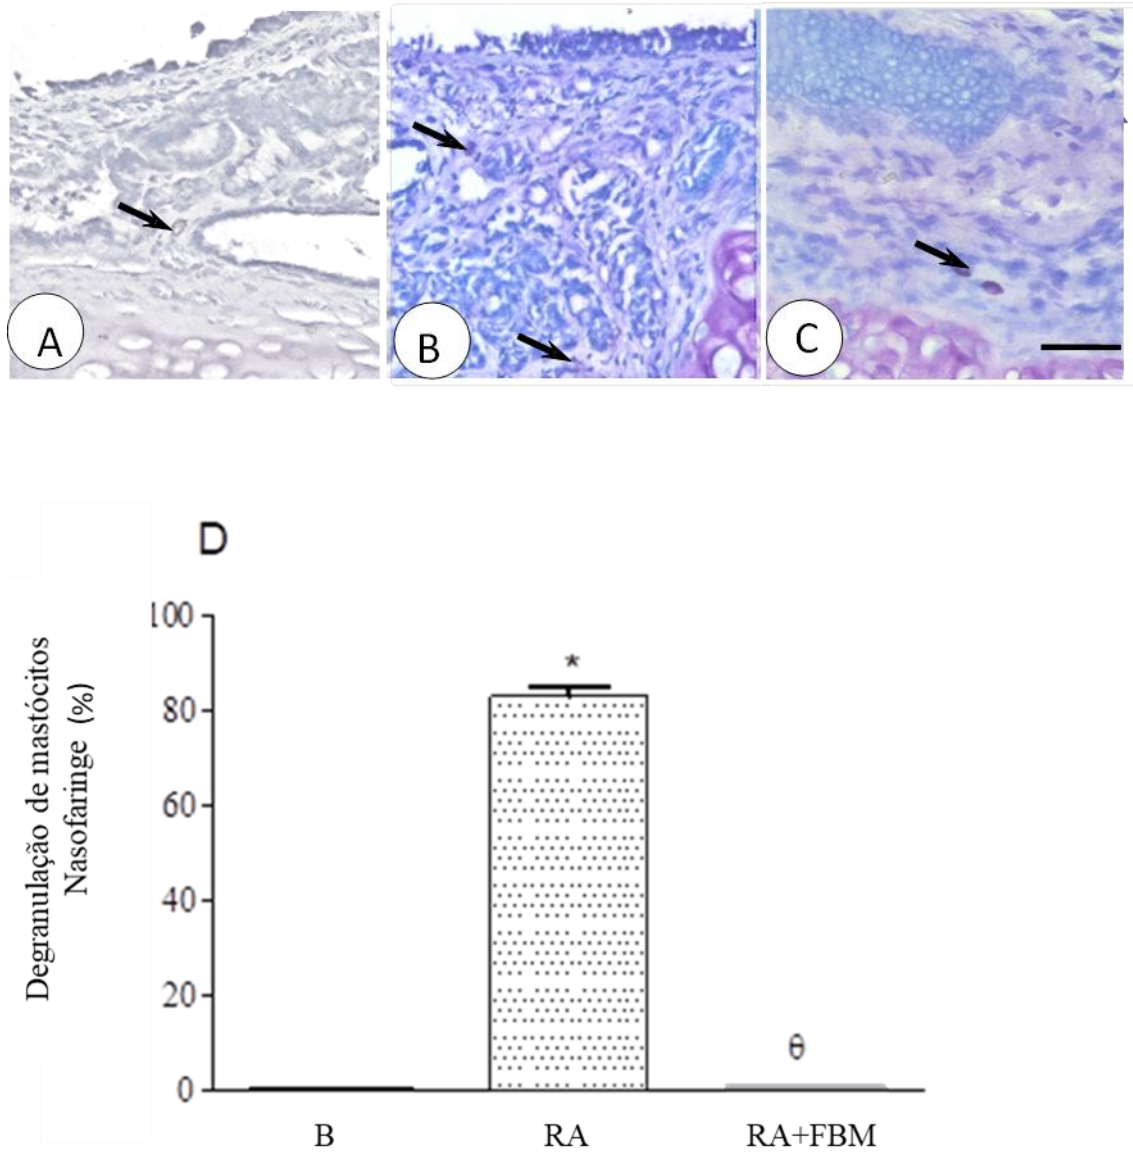 A
B
C
D
Degranulação de mastócitos
Nasofaringe (%)
100
80
60
40
20
0
*
θ
B
RA
RA+FBM